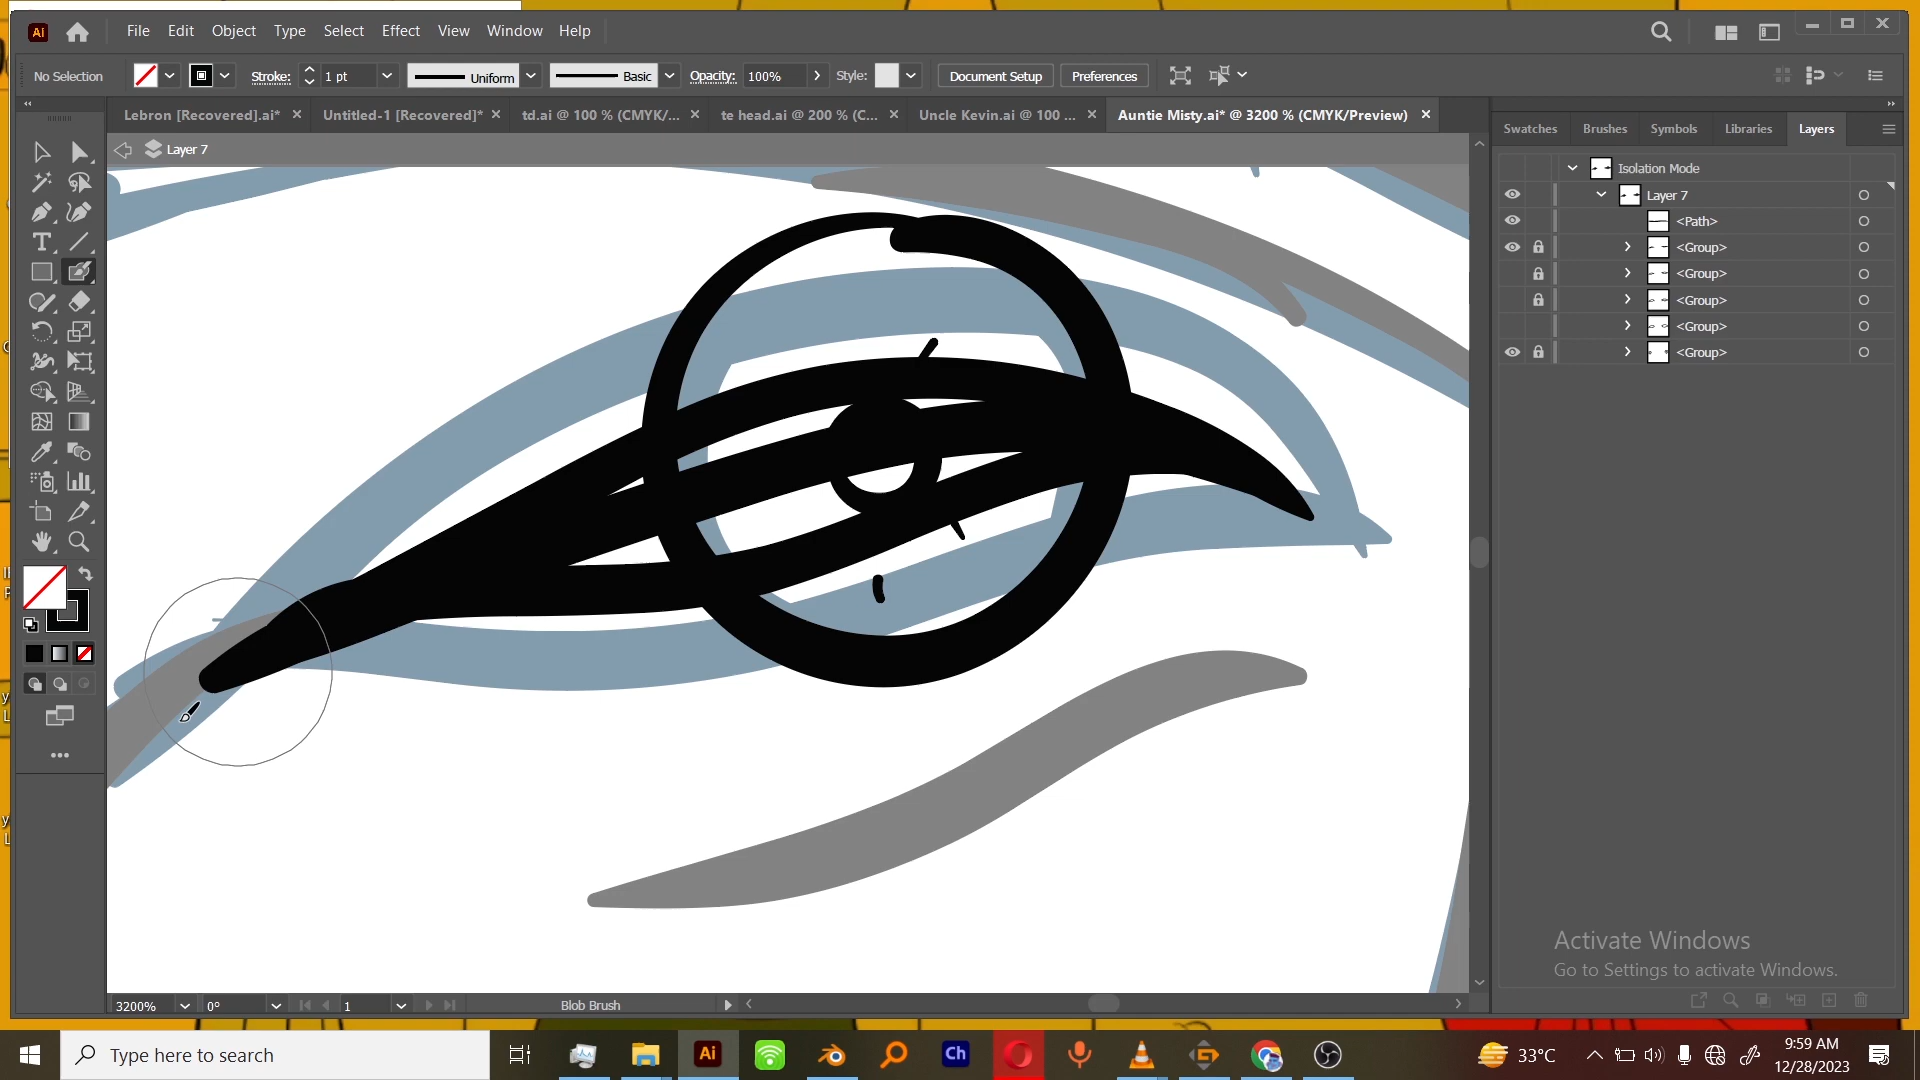 Ai File Edit Object Type Select Effect View Window Help
No Selection Stroke: 1 pt Uniform Basic Opacity: 100% Style: Document Setup Preferences
Lebron [Recovered].ai* × Untitled-1 [Recovered]* × td.ai @ 100 % (CMYK/... × te head.ai @ 200 % (C... × Uncle Kevin.ai @ 100 ... × Auntie Misty.ai* @ 3200 % (CMYK/Preview) ×
Swatches Brushes Symbols Libraries Layers
Layer 7
Isolation Mode
Layer 7
<Path>
<Group>
<Group>
<Group>
<Group>
<Group>
Activate Windows
Go to Settings to activate Windows.
3200% 0° 1 Blob Brush
Type here to search
Ai
Ch
33°C
9:59 AM
12/28/2023